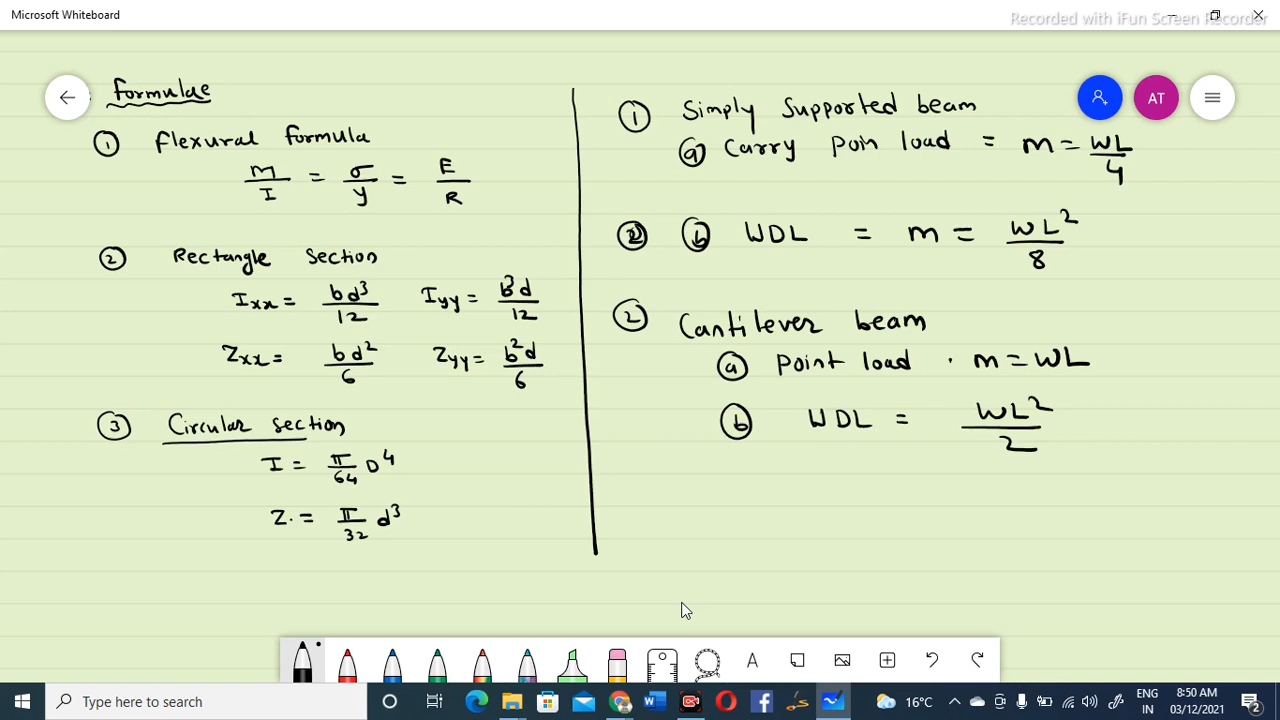 Microsoft Whiteboard
Recorded with iFun Screen Recorder
AT
Formulae
① flexural formula
m/I = σ/y = E/R
② Rectangle section
Ixx = bd³/12 Iyy = b³d/12
Zxx = bd²/6 Zyy = b²d/6
③ Circular section
I = π/64 D⁴
Z. = π/32 d³
① Simply Supported beam
ⓐ Carry Poin load = m = WL/4
② ⓑ WDL = m = WL²/8
② Cantilever beam
ⓐ Point load . m = WL
ⓑ WDL = WL²/2
Type here to search
16°C
ENG
IN
8:50 AM
03/12/2021
2